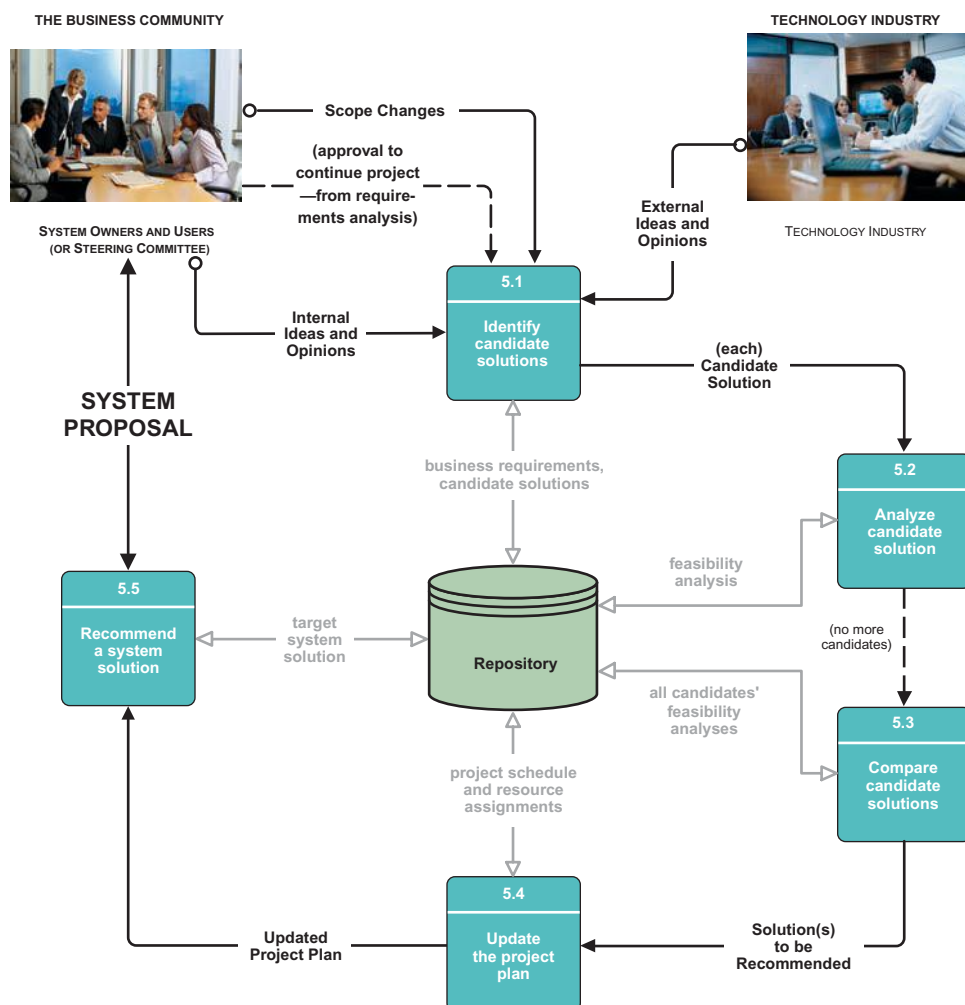 THE BUSINESS COMMUNITY
TECHNOLOGY INDUSTRY
Scope Changes
(approval to
continue project
—from require-
ments analysis)
External
Ideas and
Opinions
SYSTEM OWNERS AND USERS
(OR STEERING COMMITTEE)
TECHNOLOGY INDUSTRY
5.1
Identify
candidate
solutions
Internal
Ideas and
Opinions
(each)
Candidate
Solution
SYSTEM
PROPOSAL
business requirements,
candidate solutions
5.2
Analyze
candidate
solution
feasibility
analysis
5.5
Recommend
a system
solution
target
system
solution
Repository
(no more
candidates)
all candidates'
feasibility
analyses
5.3
Compare
candidate
solutions
project schedule
and resource
assignments
5.4
Update
the project
plan
Updated
Project Plan
Solution(s)
to be
Recommended